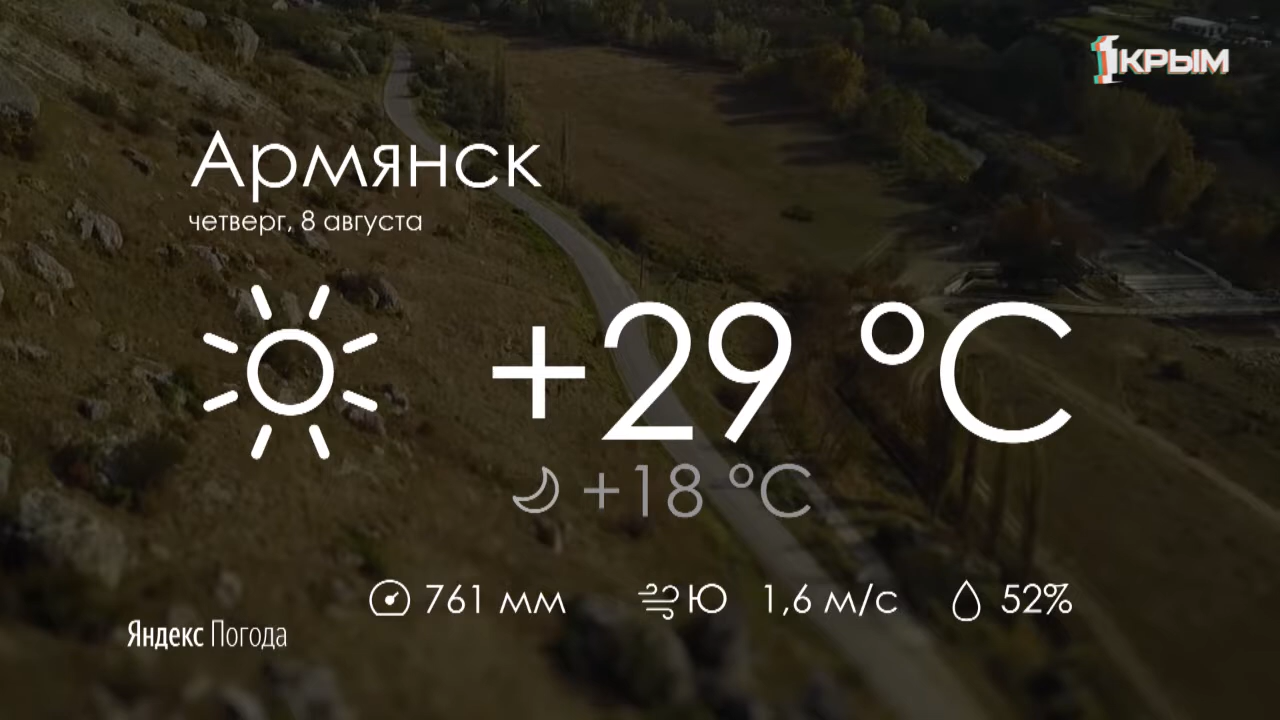 1КРЫМ
Армянск
четверг, 8 августа
+29 °C
+18 °C
761 мм Ю 1,6 м/с 52%
Яндекс Погода